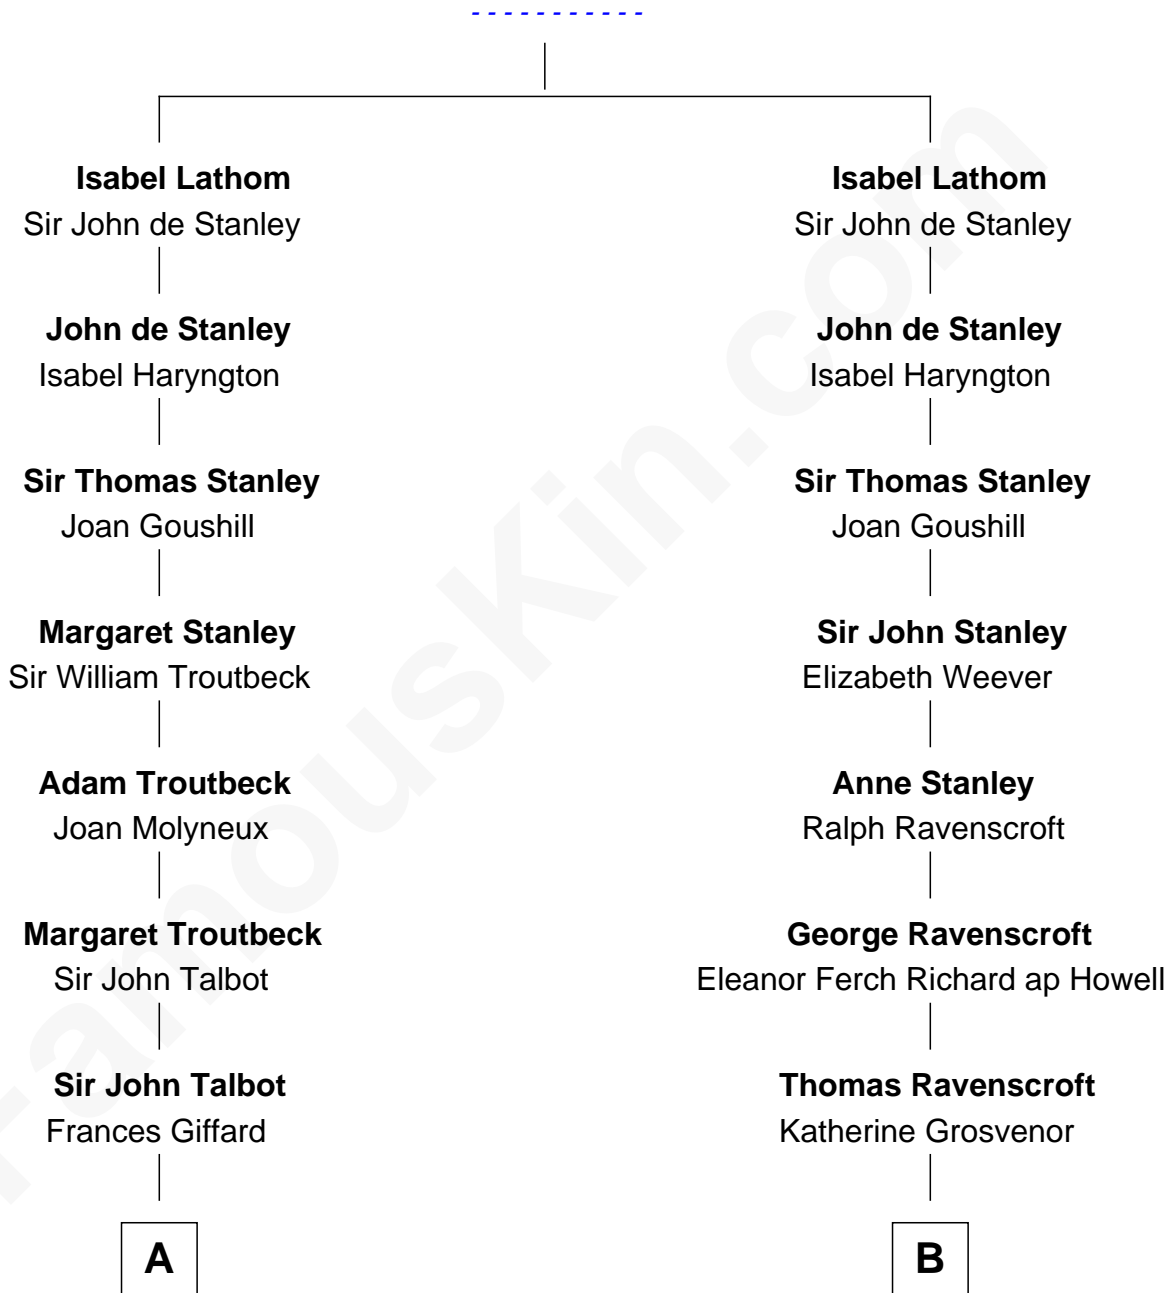 - - - - - - - - - - -
Isabel Lathom
Sir John de Stanley
John de Stanley
Isabel Haryngton
Sir Thomas Stanley
Joan Goushill
Margaret Stanley
Sir William Troutbeck
Adam Troutbeck
Joan Molyneux
Margaret Troutbeck
Sir John Talbot
Sir John Talbot
Frances Giffard
A
Isabel Lathom
Sir John de Stanley
John de Stanley
Isabel Haryngton
Sir Thomas Stanley
Joan Goushill
Sir John Stanley
Elizabeth Weever
Anne Stanley
Ralph Ravenscroft
George Ravenscroft
Eleanor Ferch Richard ap Howell
Thomas Ravenscroft
Katherine Grosvenor
B
FamousKin.com